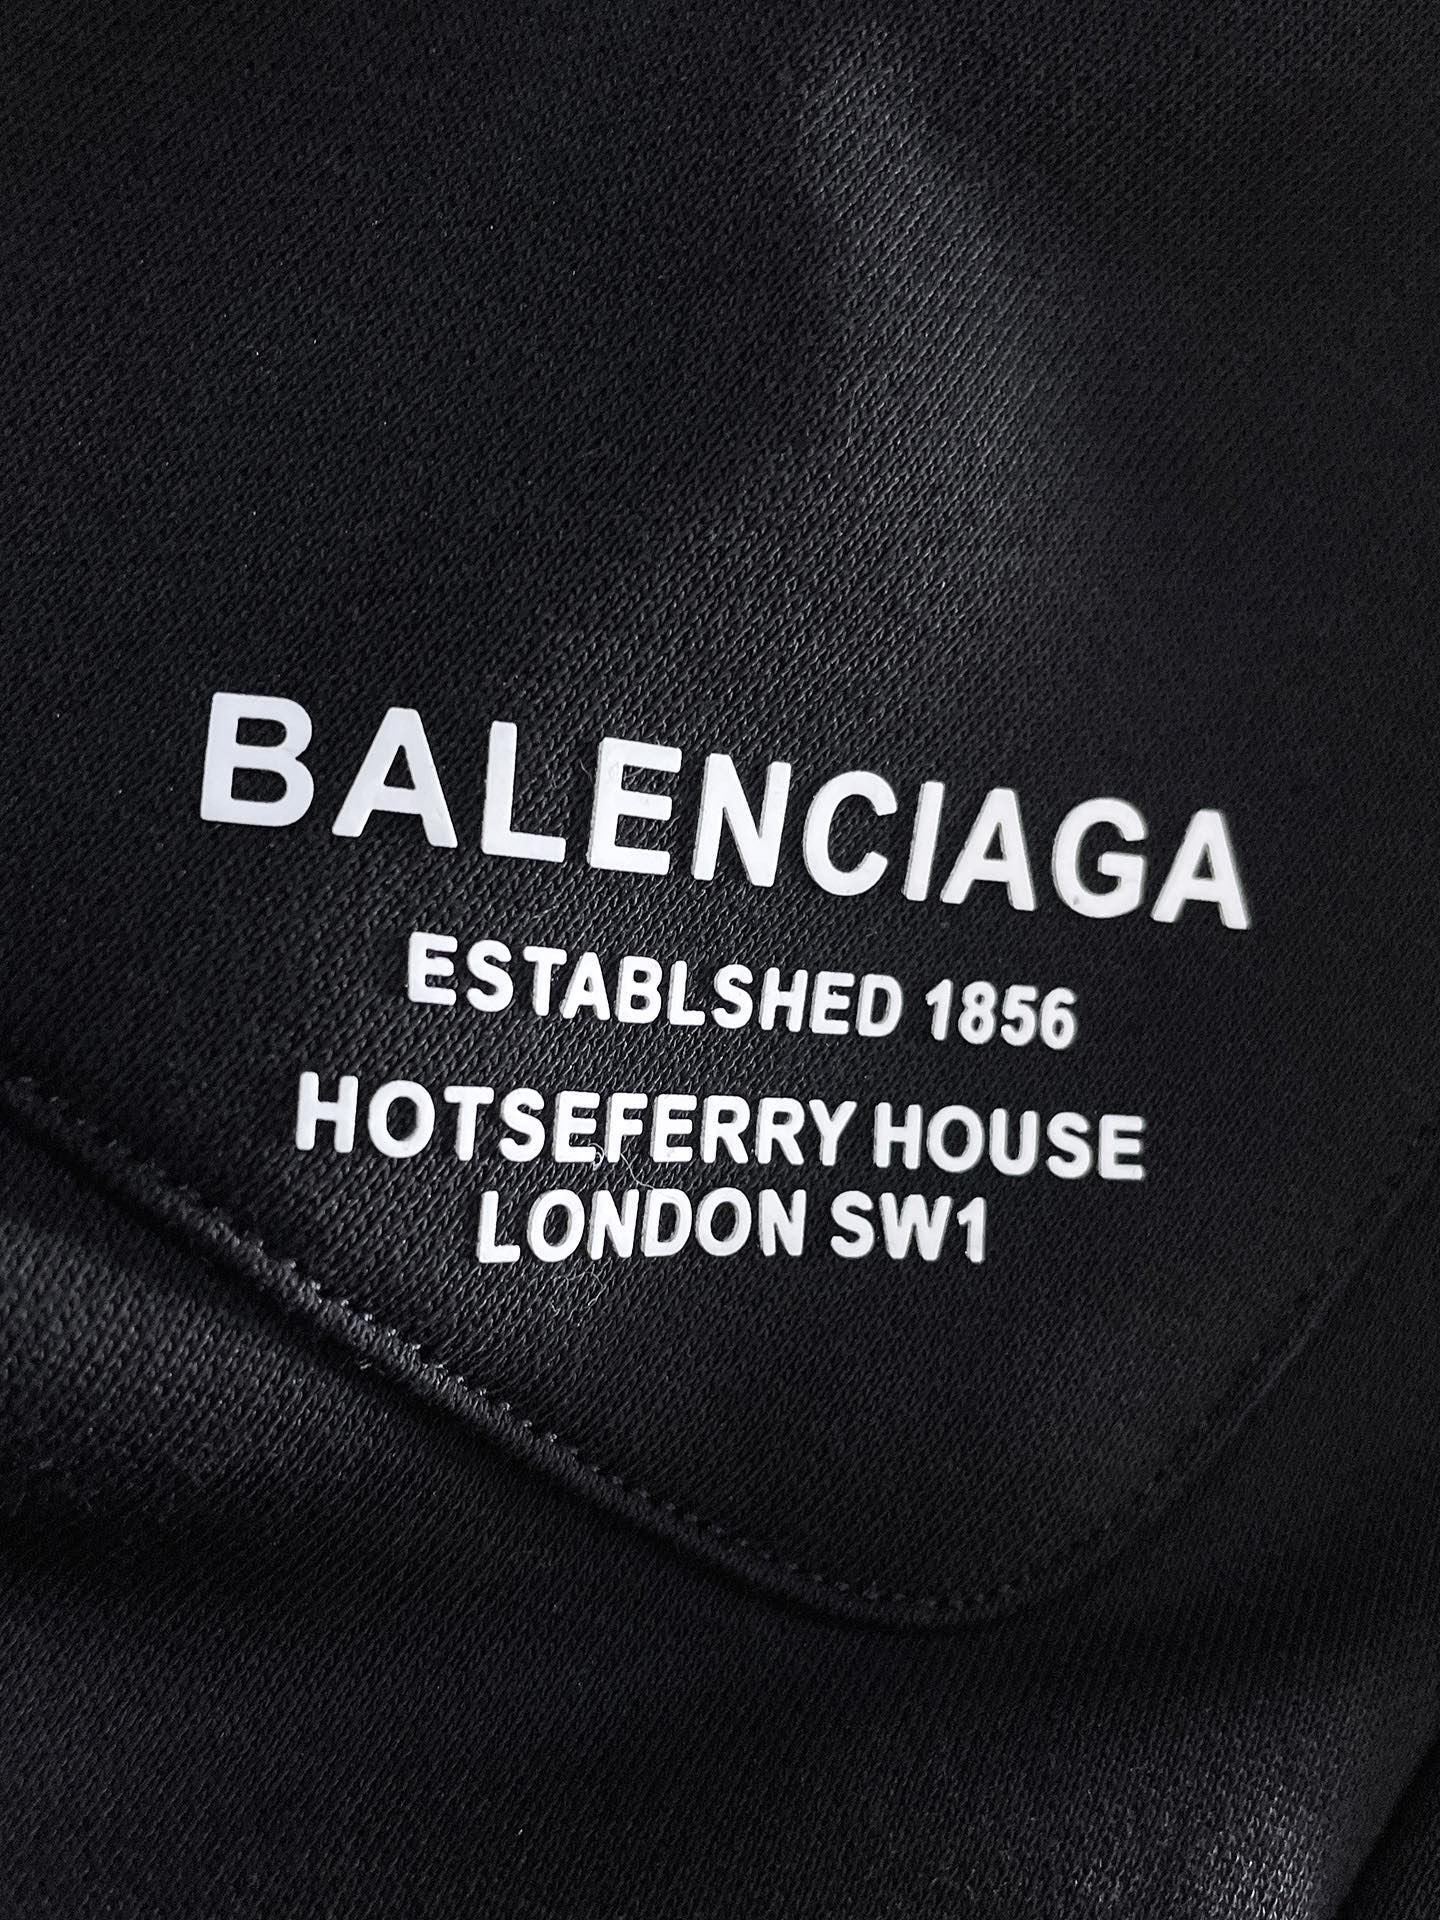 BALENCIAGA
ESTABLSHED 1856
HOTSEFERRY HOUSE
LONDON SW1